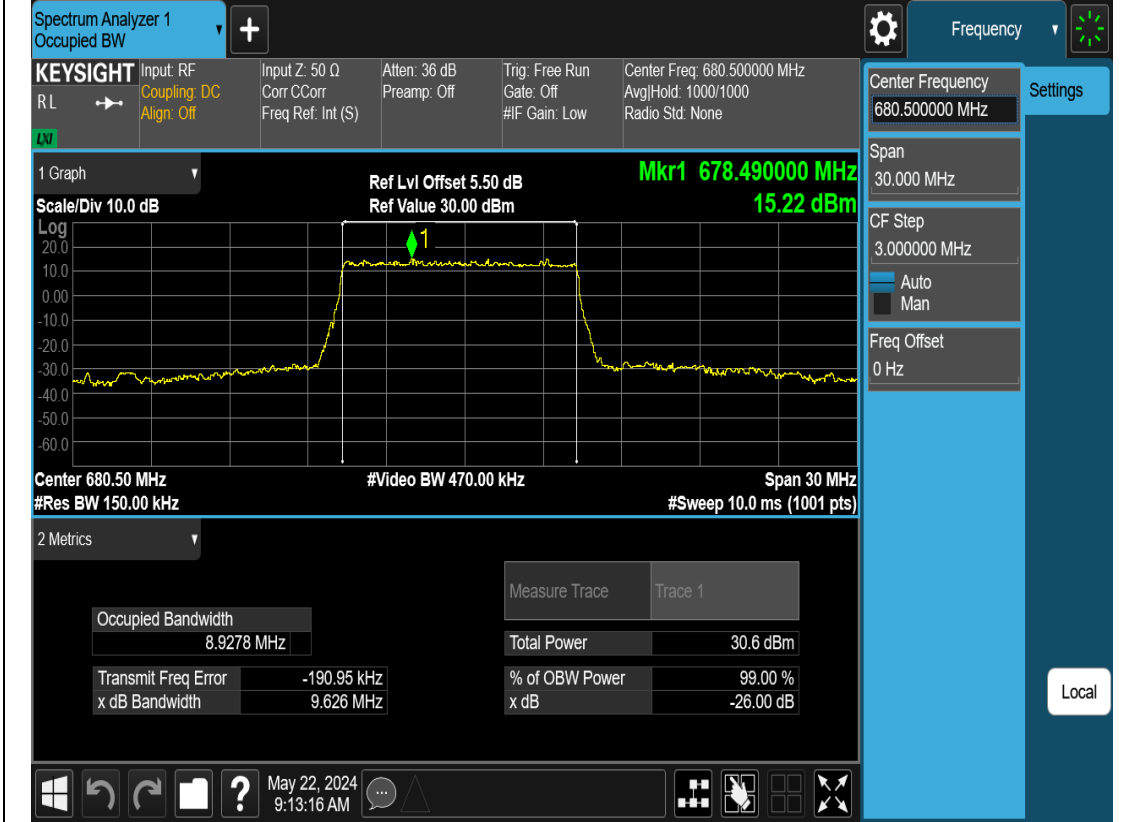 Spectrum Analyzer 1
Occupied BW
Frequency
KEYSIGHT
R L
LXI
Input: RF
Coupling: DC
Align: Off
Input Z: 50 Ω
Corr CCorr
Freq Ref: Int (S)
Atten: 36 dB
Preamp: Off
Trig: Free Run
Gate: Off
#IF Gain: Low
Center Freq: 680.500000 MHz
Avg|Hold: 1000/1000
Radio Std: None
Center Frequency
680.500000 MHz
Settings
Span
30.000 MHz
CF Step
3.000000 MHz
Auto
Man
Freq Offset
0 Hz
Local
1 Graph
Scale/Div 10.0 dB
Ref Lvl Offset 5.50 dB
Ref Value 30.00 dBm
Mkr1 678.490000 MHz
15.22 dBm
Log
20.0
10.0
0.00
-10.0
-20.0
-30.0
-40.0
-50.0
-60.0
1
Center 680.50 MHz
#Video BW 470.00 kHz
Span 30 MHz
#Res BW 150.00 kHz
#Sweep 10.0 ms (1001 pts)
2 Metrics
Measure Trace Trace 1
Occupied Bandwidth
8.9278 MHz
Total Power 30.6 dBm
Transmit Freq Error -190.95 kHz
% of OBW Power 99.00 %
x dB Bandwidth 9.626 MHz
x dB -26.00 dB
?
May 22, 2024
9:13:16 AM